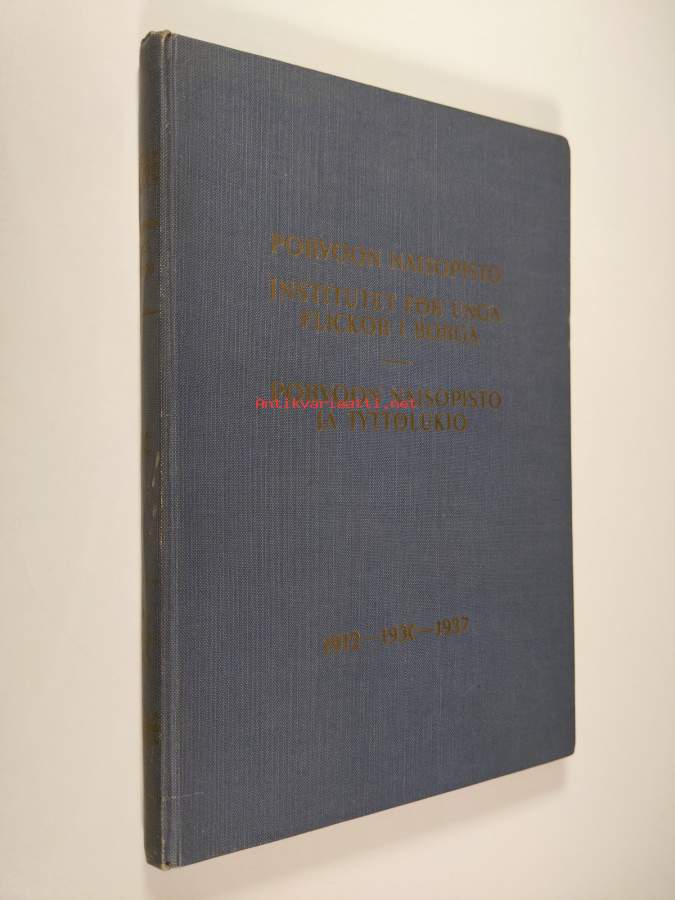 PORVOON NAISOPISTO
INSTITUTET FÖR UNGA
FLICKOR I BORGÅ
PORVOON NAISOPISTO
JA TYTTÖLUKIO
Antikvariaatti.net
1912—1930—1937